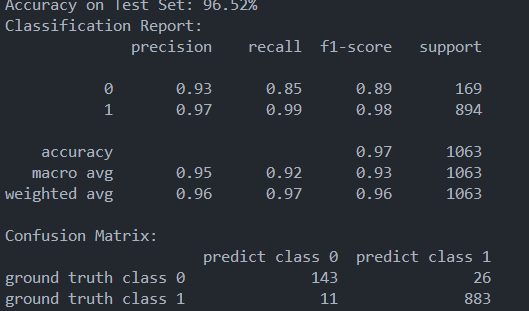 Accuracy on Test Set: 96.52%
Classification Report:
precision recall f1-score support
0 0.93 0.85 0.89 169
1 0.97 0.99 0.98 894
accuracy 0.97 1063
macro avg 0.95 0.92 0.93 1063
weighted avg 0.96 0.97 0.96 1063
Confusion Matrix:
predict class 0 predict class 1
ground truth class 0 143 26
ground truth class 1 11 883